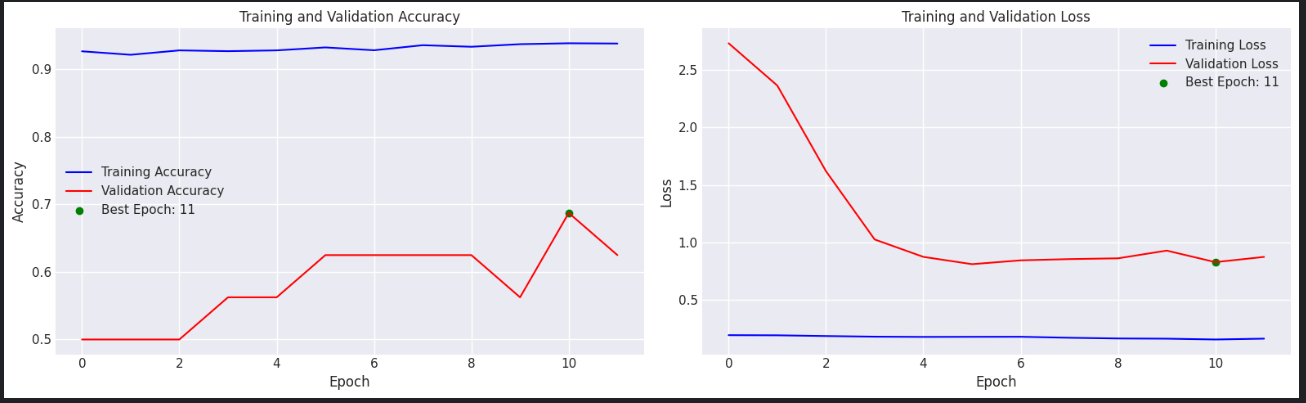 Training and Validation Accuracy
0.9
0.8
0.7
0.6
0.5
Accuracy
Training Accuracy
Validation Accuracy
Best Epoch: 11
0 2 4 6 8 10
Epoch
Training and Validation Loss
2.5
2.0
1.5
1.0
0.5
Loss
Training Loss
Validation Loss
Best Epoch: 11
0 2 4 6 8 10
Epoch